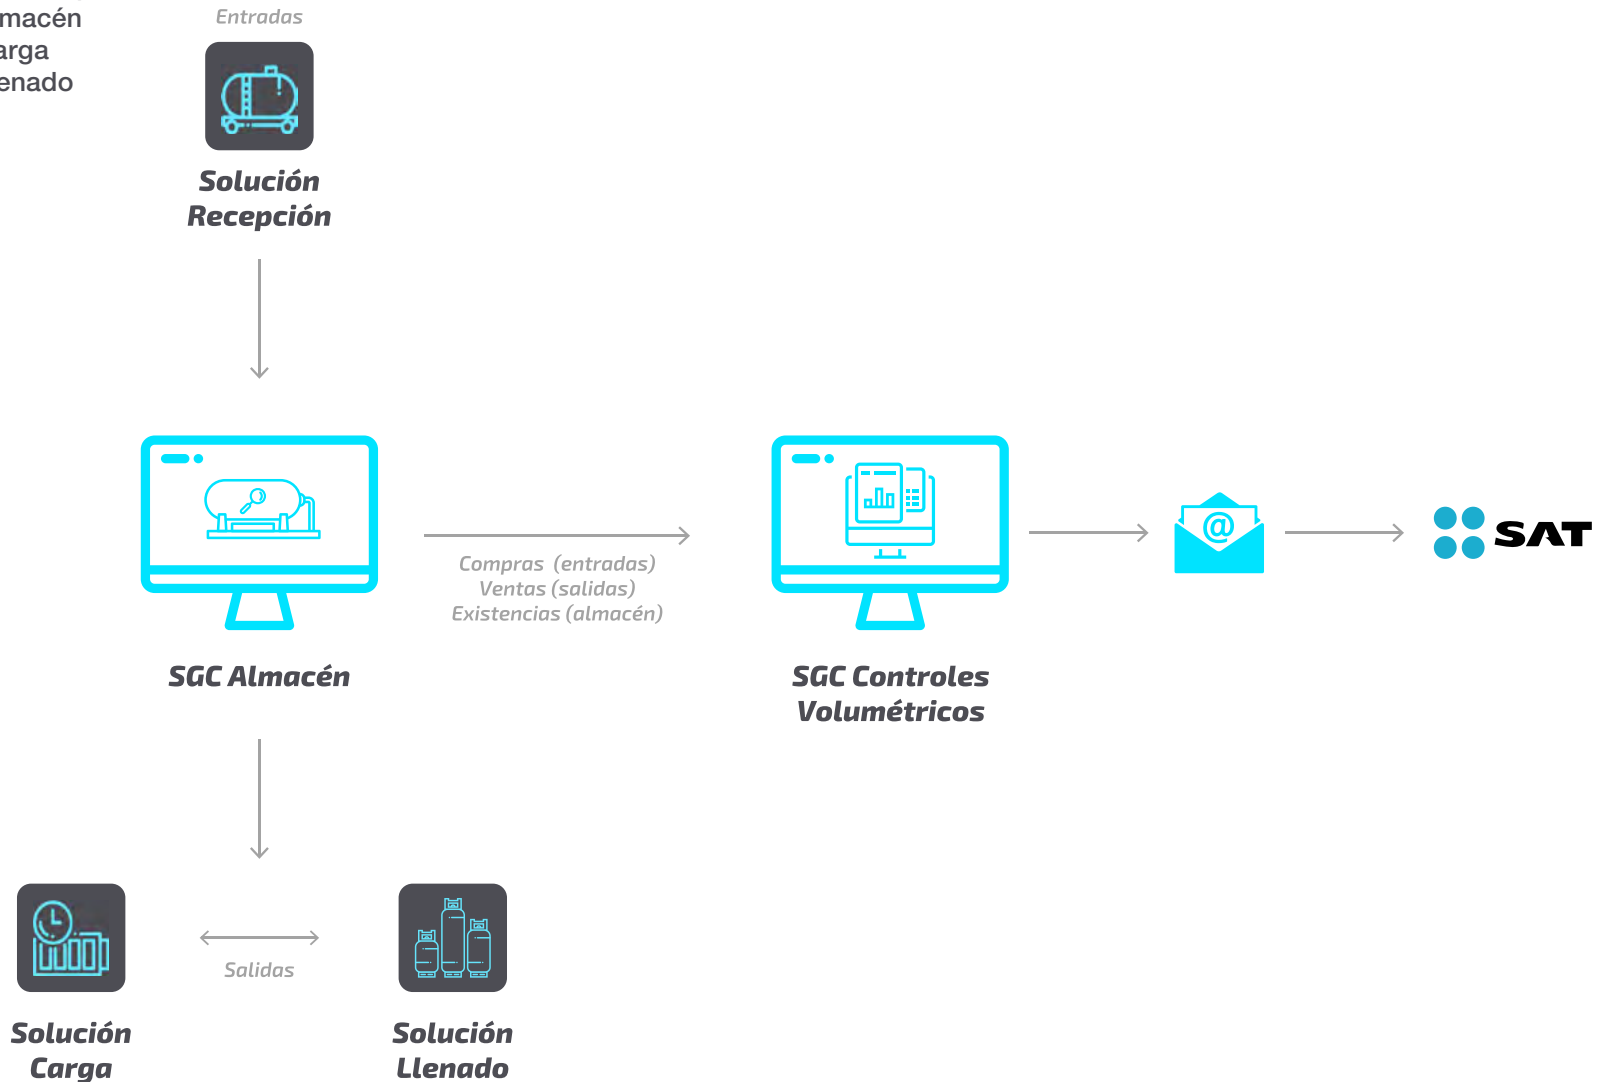 macén
arga
enado
Entradas
Solución
Recepción
Compras (entradas)
Ventas (salidas)
Existencias (almacén)
@
SAT
SGC Almacén
SGC Controles
Volumétricos
Salidas
Solución
Carga
Solución
Llenado